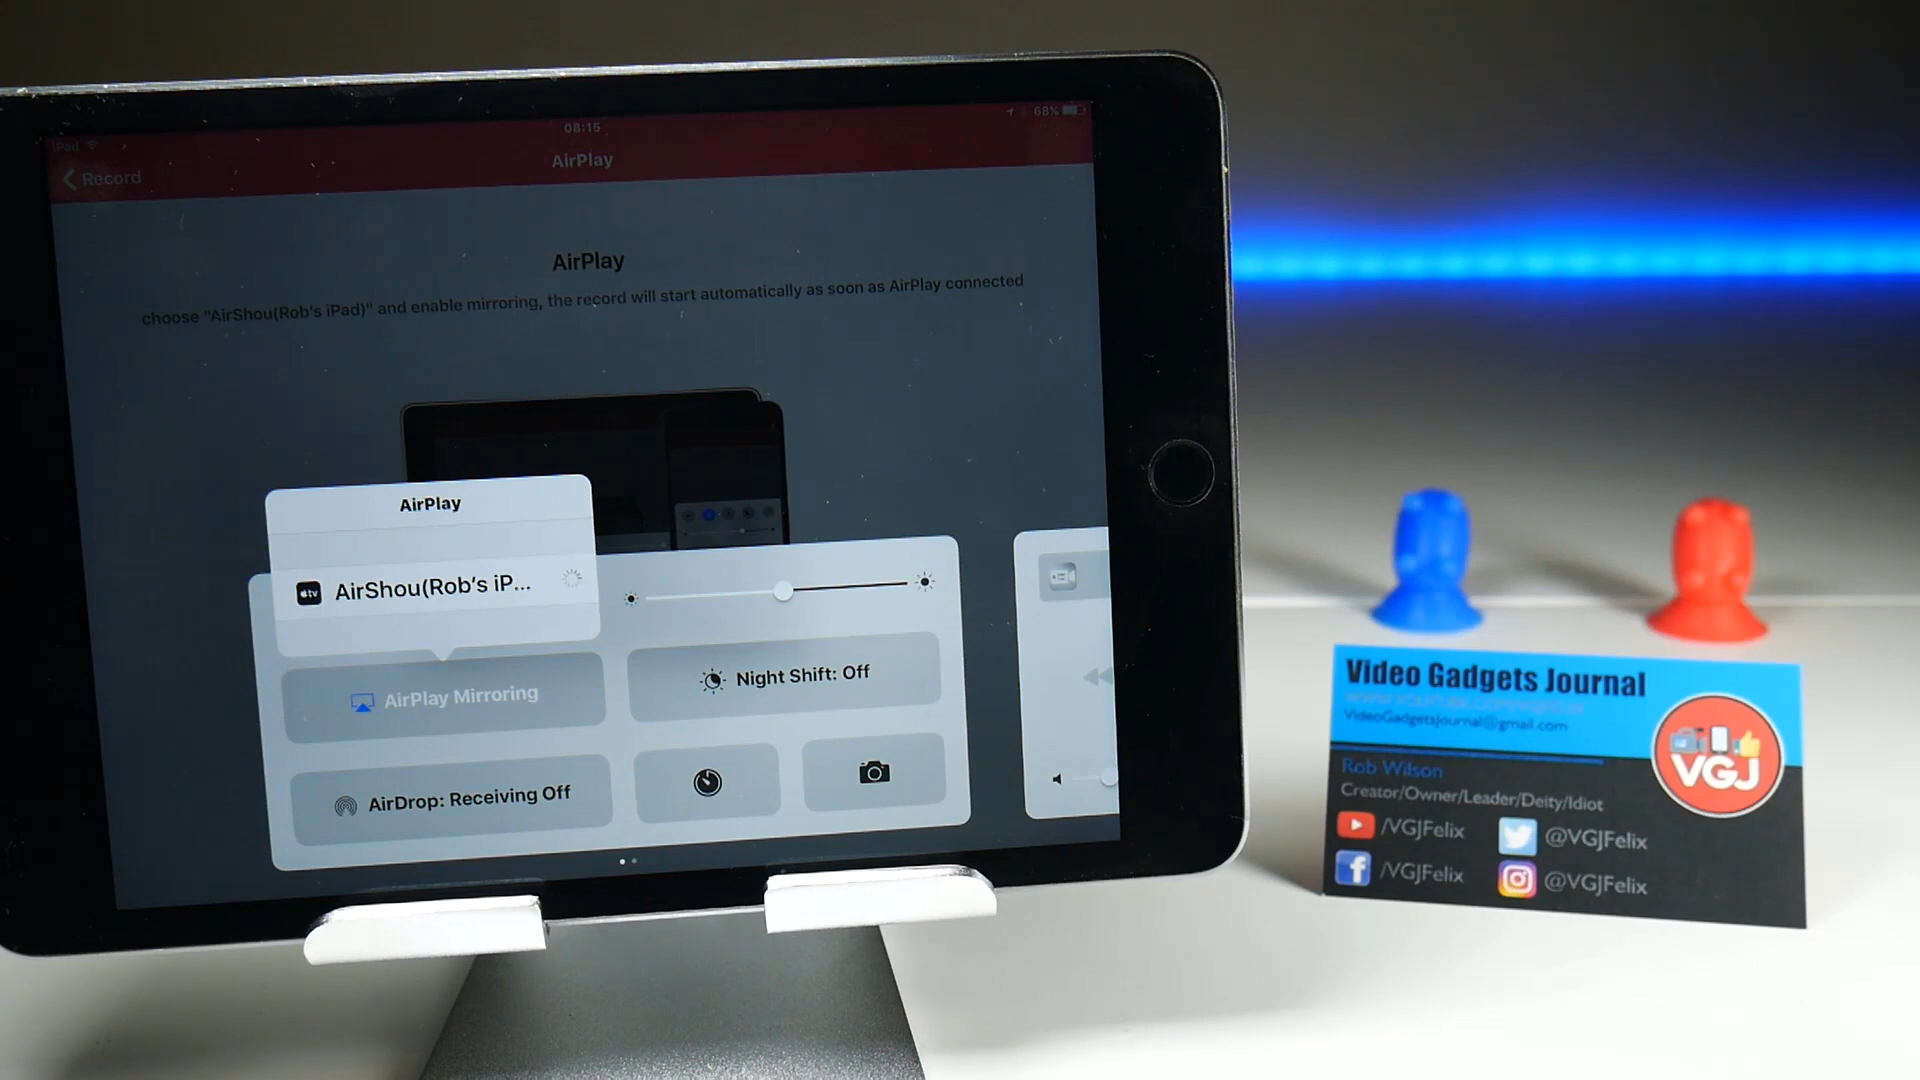 iPad
08:15
68%
Record
AirPlay
AirPlay
choose "AirShou(Rob's iPad)" and enable mirroring, the record will start automatically as soon as AirPlay connected
AirPlay
tv
AirShou(Rob's iP...
AirPlay Mirroring
Night Shift: Off
AirDrop: Receiving Off
Video Gadgets Journal
VideoGadgetsJournal@gmail.com
Rob Wilson
Creator/Owner/Leader/Deity/Idiot
VGJ
/VGJFelix
@VGJFelix
/VGJFelix
@VGJFelix